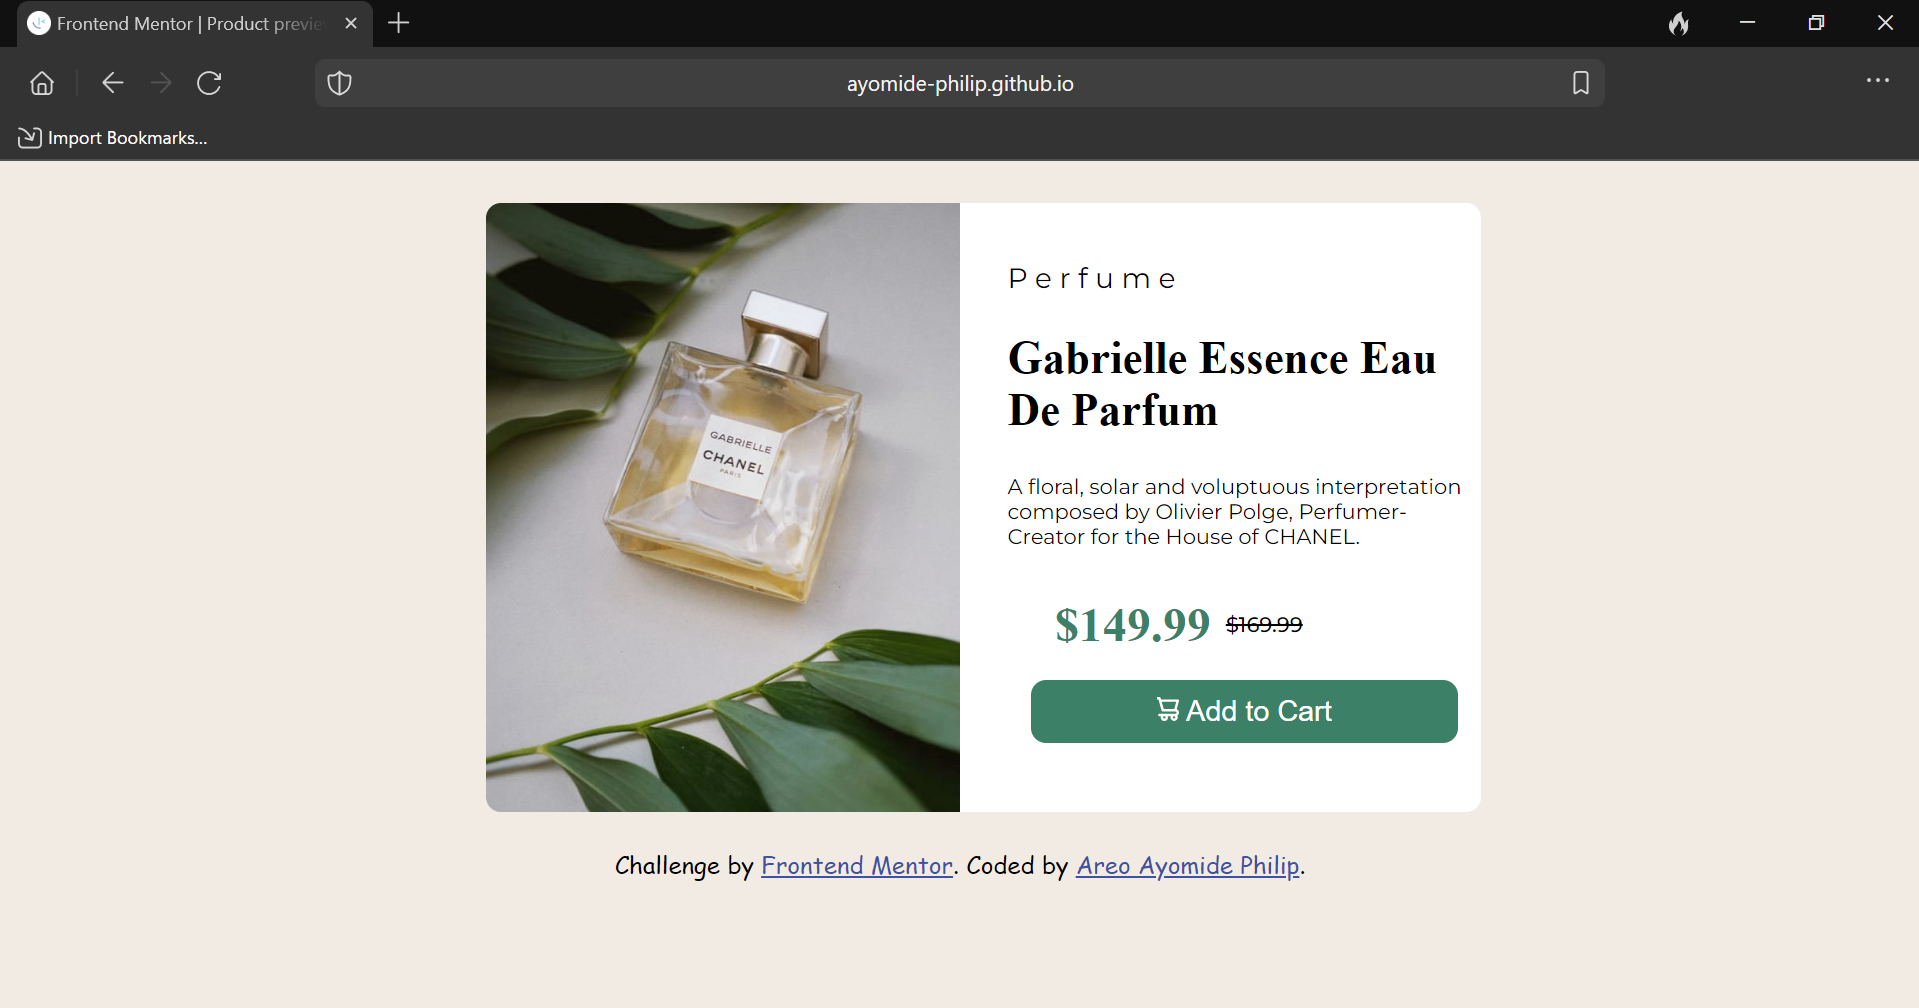 Frontend Mentor | Product previe
ayomide-philip.github.io
Import Bookmarks...
GABRIELLE
CHANEL
PARIS
Perfume
Gabrielle Essence Eau
De Parfum
A floral, solar and voluptuous interpretation
composed by Olivier Polge, Perfumer-
Creator for the House of CHANEL.
$149.99 $169.99
Add to Cart
Challenge by Frontend Mentor. Coded by Areo Ayomide Philip.